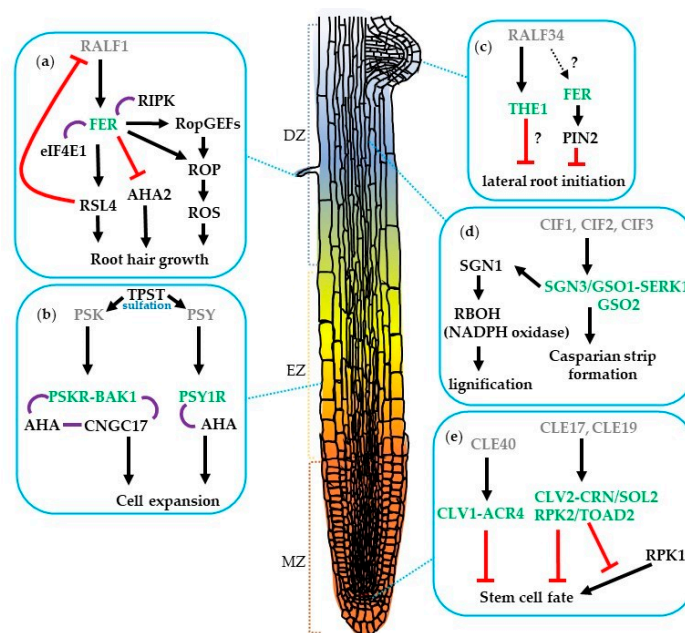 (a)
RALF1
RIPK
FER
RopGEFs
eIF4E1
ROP
RSL4
AHA2
ROS
Root hair growth
(b)
TPST
sulfation
PSK
PSY
PSKR-BAK1
PSY1R
AHA
CNGC17
AHA
Cell expansion
DZ
EZ
MZ
(c)
RALF34
?
THE1
FER
?
PIN2
lateral root initiation
(d)
CIF1, CIF2, CIF3
SGN1
SGN3/GSO1-SERK1
GSO2
RBOH
(NADPH oxidase)
Casparian strip
formation
lignification
(e)
CLE40
CLE17, CLE19
CLV1-ACR4
CLV2-CRN/SOL2
RPK2/TOAD2
RPK1
Stem cell fate